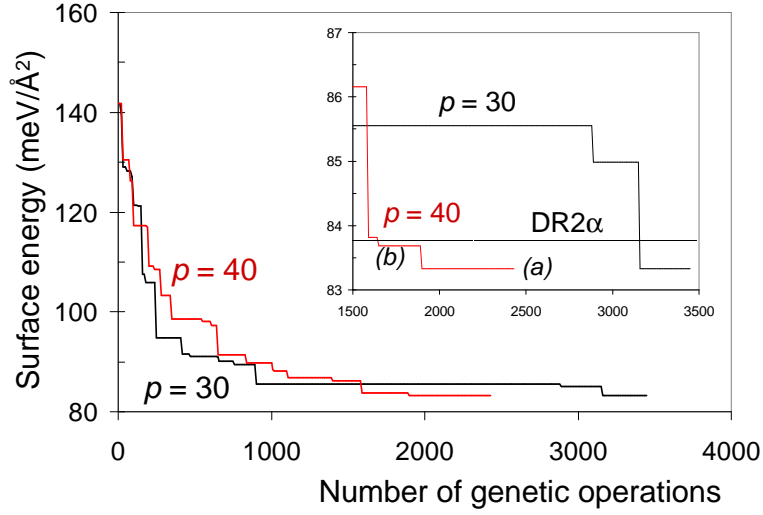 Surface energy (meV/Å²)
160
140
120
100
80
0
1000
2000
3000
4000
Number of genetic operations
p = 40
p = 30
87
86
85
84
83
1500
2000
2500
3000
3500
p = 30
p = 40
DR2α
(b)
(a)